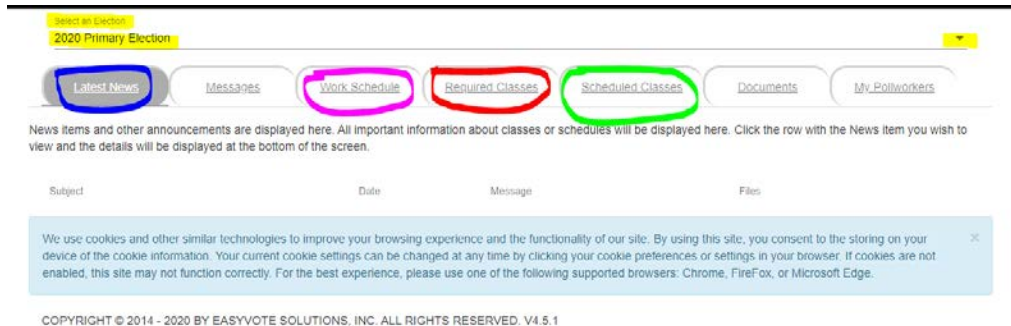 Select an Election
2020 Primary Election
Latest News Messages Work Schedule Required Classes Scheduled Classes Documents My Pollworkers
News items and other announcements are displayed here. All important information about classes or schedules will be displayed here. Click the row with the News item you wish to
view and the details will be displayed at the bottom of the screen.
Subject Date Message Files
We use cookies and other similar technologies to improve your browsing experience and the functionality of our site. By using this site, you consent to the storing on your
device of the cookie information. Your current cookie settings can be changed at any time by clicking your cookie preferences or settings in your browser. If cookies are not
enabled, this site may not function correctly. For the best experience, please use one of the following supported browsers: Chrome, FireFox, or Microsoft Edge.
COPYRIGHT © 2014 - 2020 BY EASYVOTE SOLUTIONS, INC. ALL RIGHTS RESERVED. V4.5.1